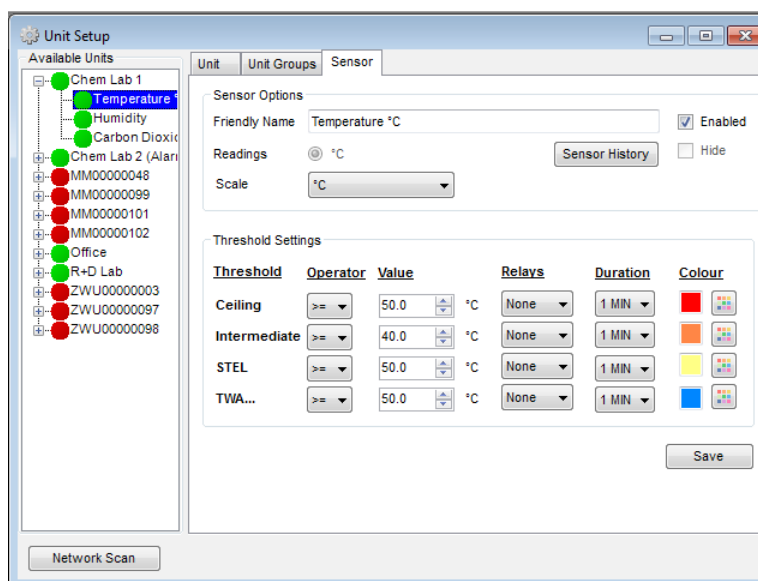 Unit Setup
Available Units
Chem Lab 1
Temperature °
Humidity
Carbon Dioxi
Chem Lab 2 (Alar
MM00000048
MM00000099
MM00000101
MM00000102
Office
R+D Lab
ZWU00000003
ZWU00000097
ZWU00000098
Network Scan
Unit Unit Groups Sensor
Sensor Options
Friendly Name Temperature °C Enabled
Readings °C Sensor History Hide
Scale °C
Threshold Settings
Threshold Operator Value Relays Duration Colour
Ceiling >= 50.0 °C None 1 MIN
Intermediate >= 40.0 °C None 1 MIN
STEL >= 50.0 °C None 1 MIN
TWA... >= 50.0 °C None 1 MIN
Save